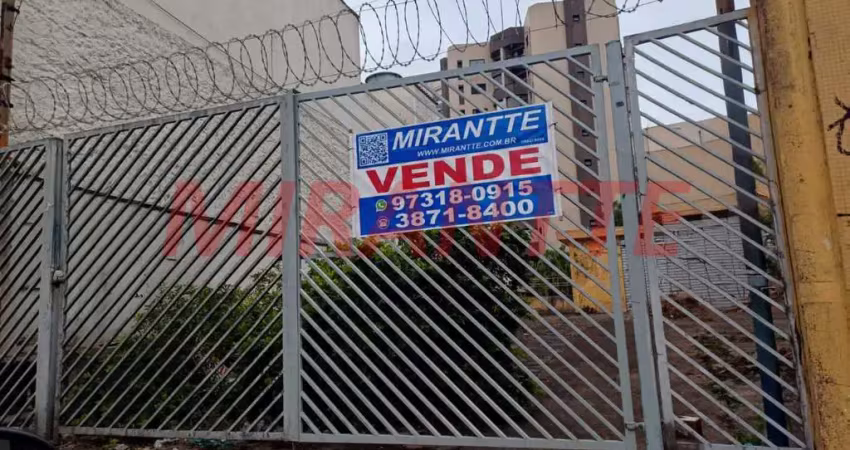 MIRANTTE
WWW.MIRANTTE.COM.BR
VENDE
97318-0915
3871-8400
MIRANTTE